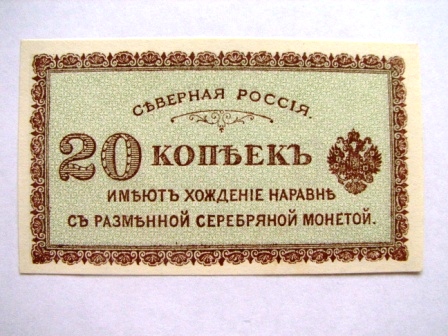 СѢВЕРНАЯ РОССІЯ.
20 КОПѢЕКЪ
ИМѢЮТЪ ХОЖДЕНІЕ НАРАВНѢ
СЪ РАЗМѢННОЙ СЕРЕБРЯНОЙ МОНЕТОЙ.